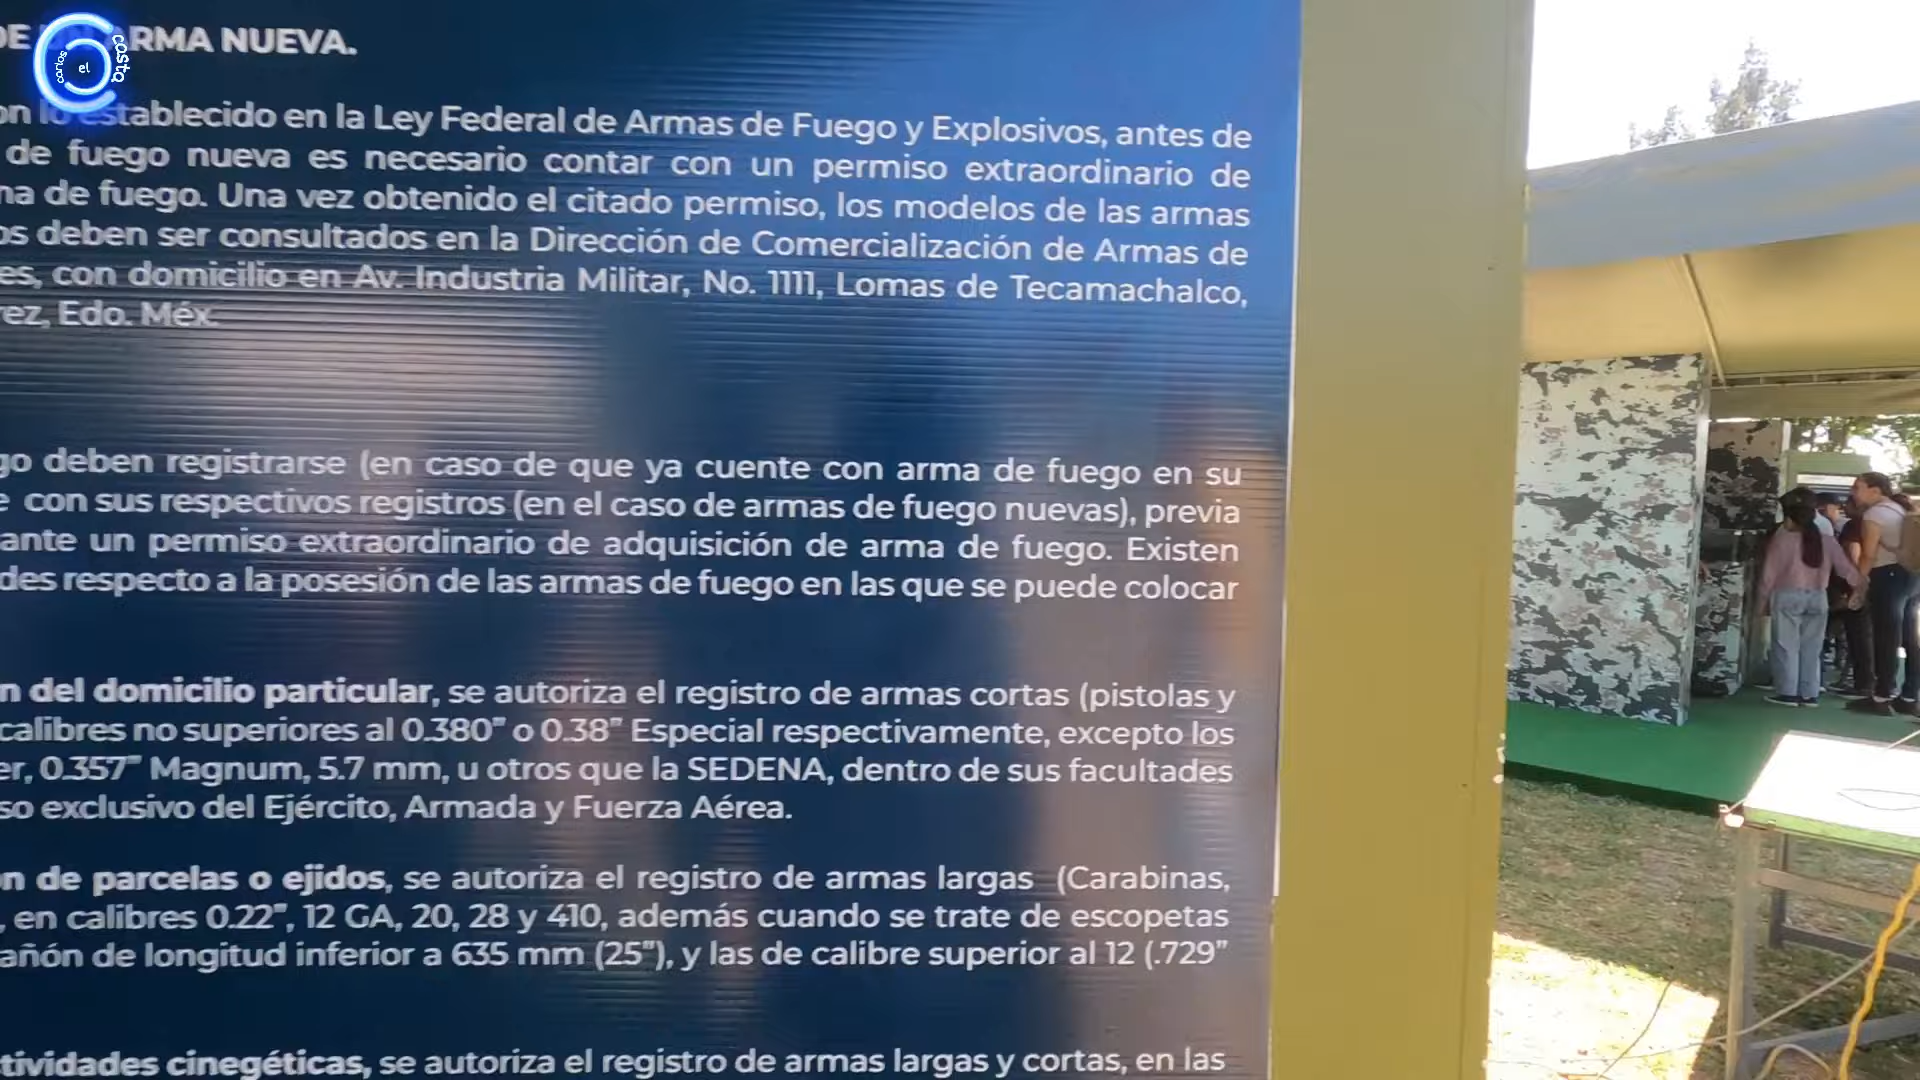 DE UN ARMA NUEVA.
carlos el costa
on lo establecido en la Ley Federal de Armas de Fuego y Explosivos, antes de
de fuego nueva es necesario contar con un permiso extraordinario de
ma de fuego. Una vez obtenido el citado permiso, los modelos de las armas
os deben ser consultados en la Dirección de Comercialización de Armas de
es, con domicilio en Av. Industria Militar, No. 1111, Lomas de Tecamachalco,
rez, Edo. Méx.
go deben registrarse (en caso de que ya cuente con arma de fuego en su
e con sus respectivos registros (en el caso de armas de fuego nuevas), previa
ante un permiso extraordinario de adquisición de arma de fuego. Existen
des respecto a la posesión de las armas de fuego en las que se puede colocar
n del domicilio particular, se autoriza el registro de armas cortas (pistolas y
calibres no superiores al 0.380” o 0.38” Especial respectivamente, excepto los
er, 0.357” Magnum, 5.7 mm, u otros que la SEDENA, dentro de sus facultades
so exclusivo del Ejército, Armada y Fuerza Aérea.
n de parcelas o ejidos, se autoriza el registro de armas largas (Carabinas,
, en calibres 0.22”, 12 GA, 20, 28 y 410, además cuando se trate de escopetas
añón de longitud inferior a 635 mm (25”), y las de calibre superior al 12 (.729”
tividades cinegéticas, se autoriza el registro de armas largas y cortas, en las